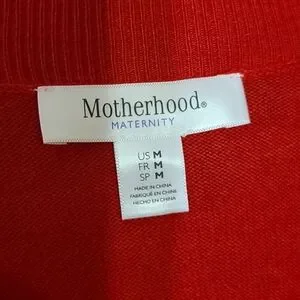 Motherhood®
MATERNITY
US M
FR M
SP M
MADE IN CHINA
FABRIQUÉ EN CHINE
HECHO EN CHINA